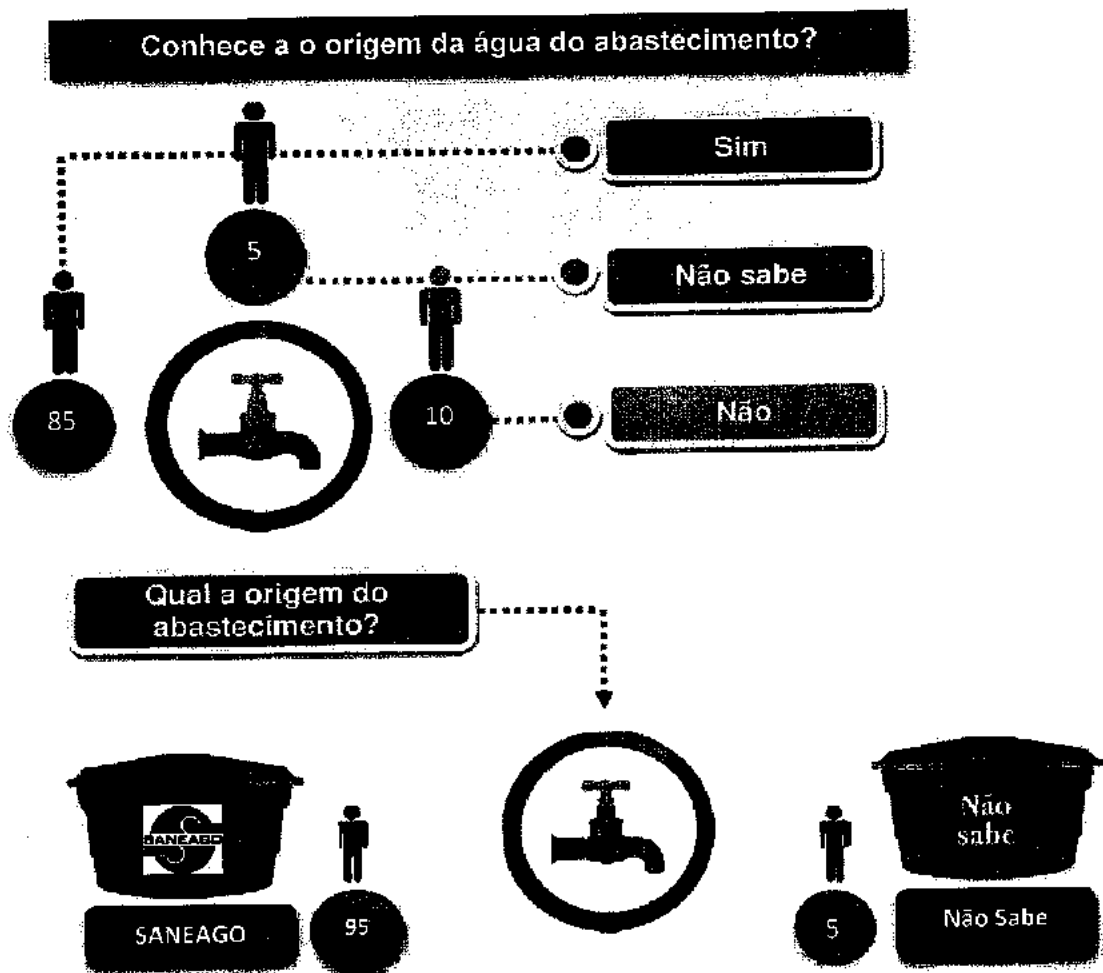 Conhece a o origem da água do abastecimento?
Sim
5
Não sabe
85
10
Não
Qual a origem do
abastecimento?
SANEAGO
Não
sabe
SANEAGO
95
5
Não Sabe